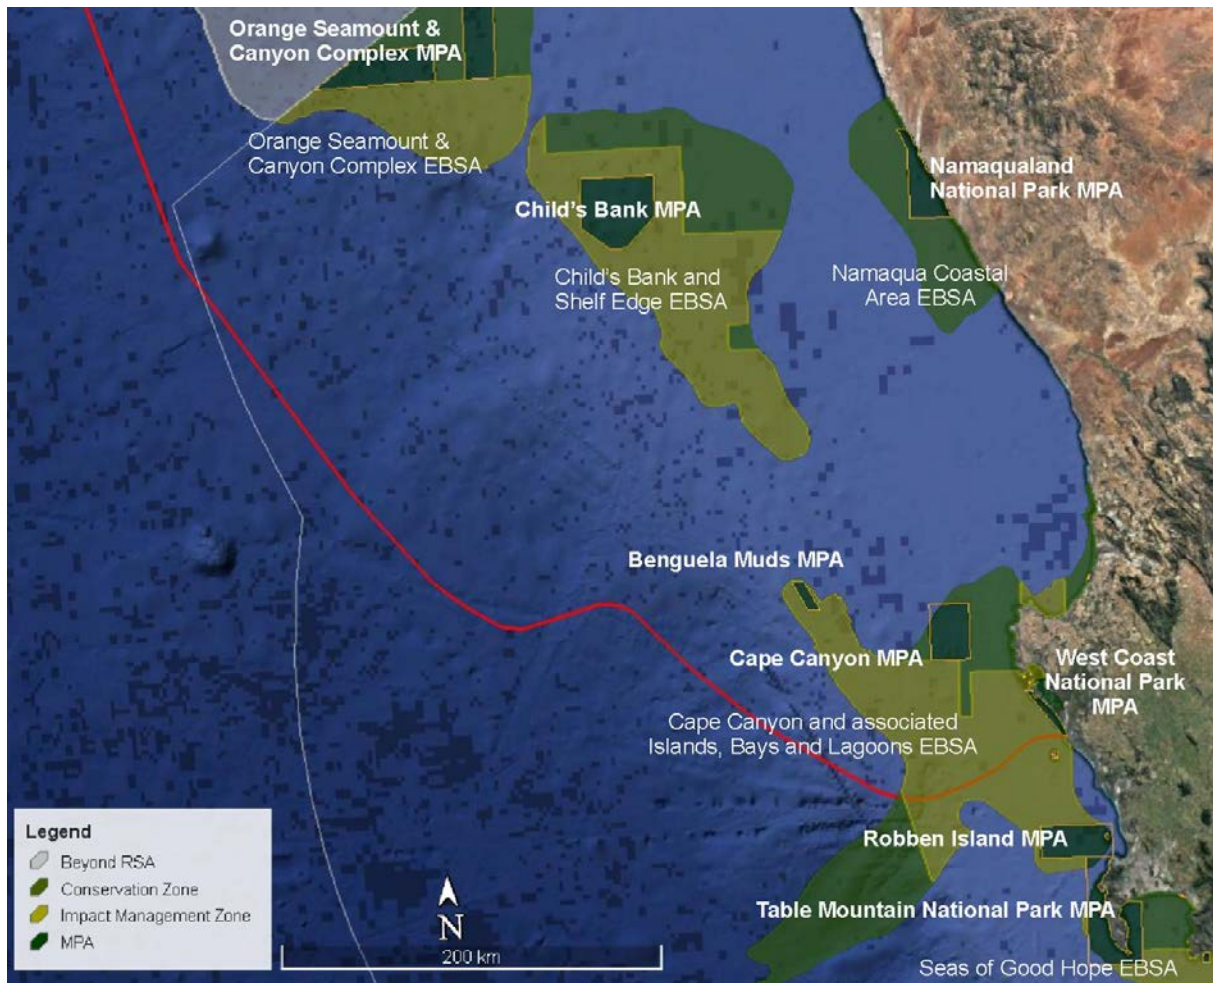 Orange Seamount &
Canyon Complex MPA
Orange Seamount &
Canyon Complex EBSA
Namaqualand
National Park MPA
Child's Bank MPA
Child's Bank and
Shelf Edge EBSA
Namaqua Coastal
Area EBSA
Benguela Muds MPA
Cape Canyon MPA
West Coast
National Park
MPA
Cape Canyon and associated
Islands, Bays and Lagoons EBSA
Robben Island MPA
Table Mountain National Park MPA
Seas of Good Hope EBSA
Legend
Beyond RSA
Conservation Zone
Impact Management Zone
MPA
N
200 km